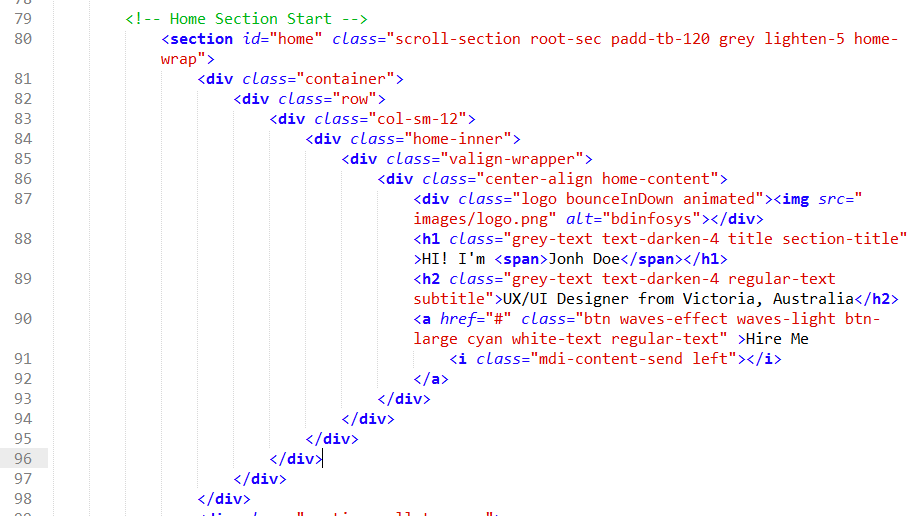 79 <!-- Home Section Start -->
80 <section id="home" class="scroll-section root-sec padd-tb-120 grey lighten-5 home-
wrap">
81 <div class="container">
82 <div class="row">
83 <div class="col-sm-12">
84 <div class="home-inner">
85 <div class="valign-wrapper">
86 <div class="center-align home-content">
87 <div class="logo bounceInDown animated"><img src="
images/logo.png" alt="bdinfosys"></div>
88 <h1 class="grey-text text-darken-4 title section-title"
>HI! I'm <span>Jonh Doe</span></h1>
89 <h2 class="grey-text text-darken-4 regular-text
subtitle">UX/UI Designer from Victoria, Australia</h2>
90 <a href="#" class="btn waves-effect waves-light btn-
large cyan white-text regular-text" >Hire Me
91 <i class="mdi-content-send left"></i>
92 </a>
93 </div>
94 </div>
95 </div>
96 </div>
97 </div>
98 </div>